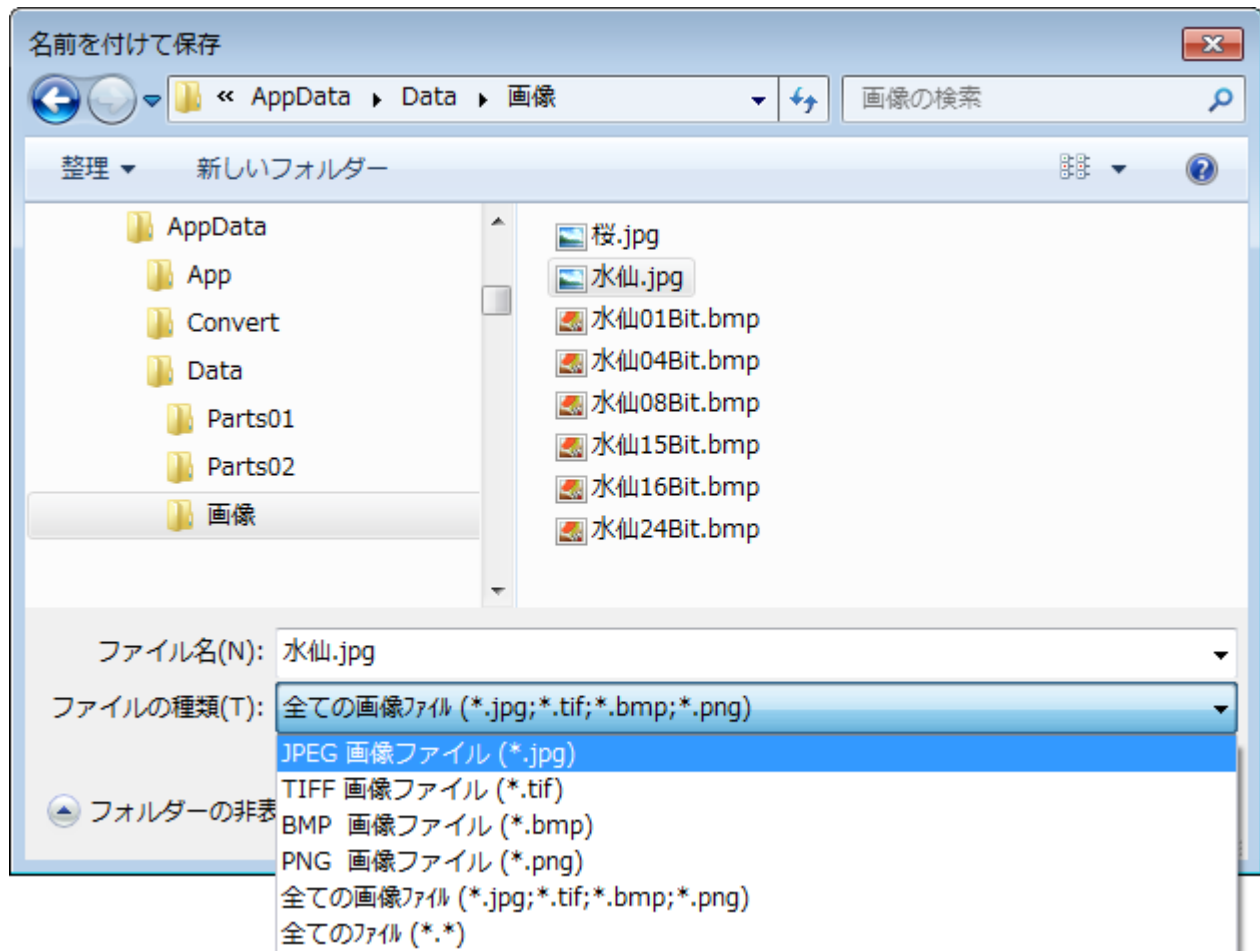 名前を付けて保存
« AppData ▸ Data ▸ 画像
画像の検索
整理
新しいフォルダー
AppData
App
Convert
Data
Parts01
Parts02
画像
桜.jpg
水仙.jpg
水仙01Bit.bmp
水仙04Bit.bmp
水仙08Bit.bmp
水仙15Bit.bmp
水仙16Bit.bmp
水仙24Bit.bmp
ファイル名(N): 水仙.jpg
ファイルの種類(T): 全ての画像ﾌｧｲﾙ (*.jpg;*.tif;*.bmp;*.png)
JPEG 画像ファイル (*.jpg)
TIFF 画像ファイル (*.tif)
BMP 画像ファイル (*.bmp)
PNG 画像ファイル (*.png)
全ての画像ﾌｧｲﾙ (*.jpg;*.tif;*.bmp;*.png)
全てのﾌｧｲﾙ (*.*)
フォルダーの非表